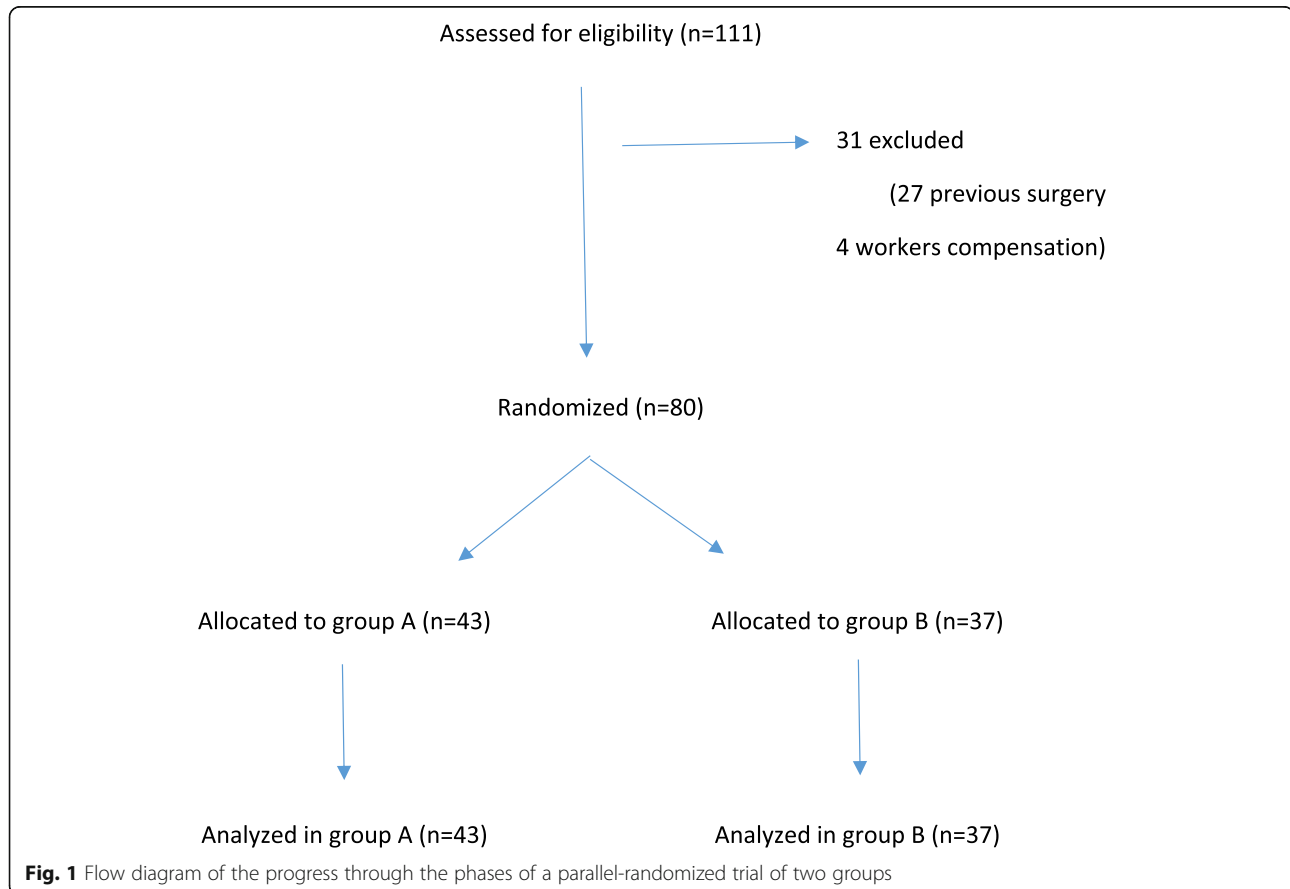 Assessed for eligibility (n=111)
31 excluded
(27 previous surgery
4 workers compensation)
Randomized (n=80)
Allocated to group A (n=43)
Allocated to group B (n=37)
Analyzed in group A (n=43)
Analyzed in group B (n=37)
Fig. 1 Flow diagram of the progress through the phases of a parallel-randomized trial of two groups